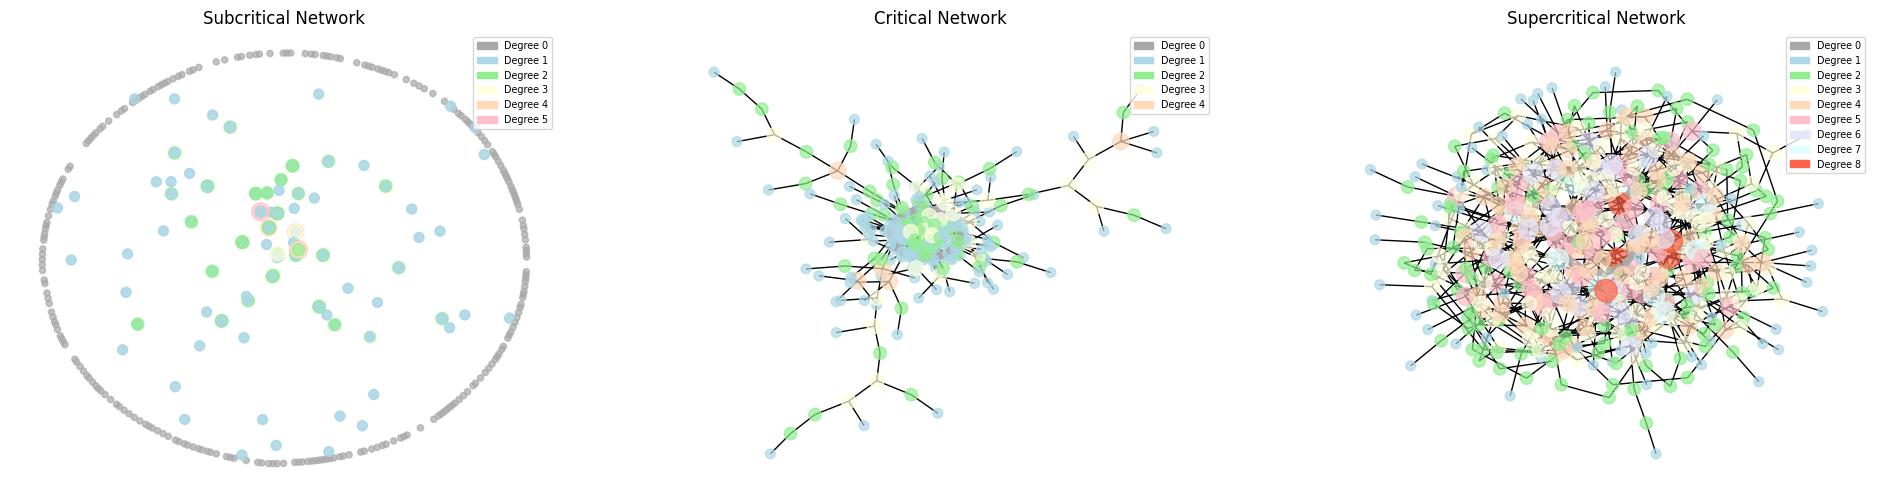 Subcritical Network
Degree 0
Degree 1
Degree 2
Degree 3
Degree 4
Degree 5
Critical Network
Degree 0
Degree 1
Degree 2
Degree 3
Degree 4
Supercritical Network
Degree 0
Degree 1
Degree 2
Degree 3
Degree 4
Degree 5
Degree 6
Degree 7
Degree 8